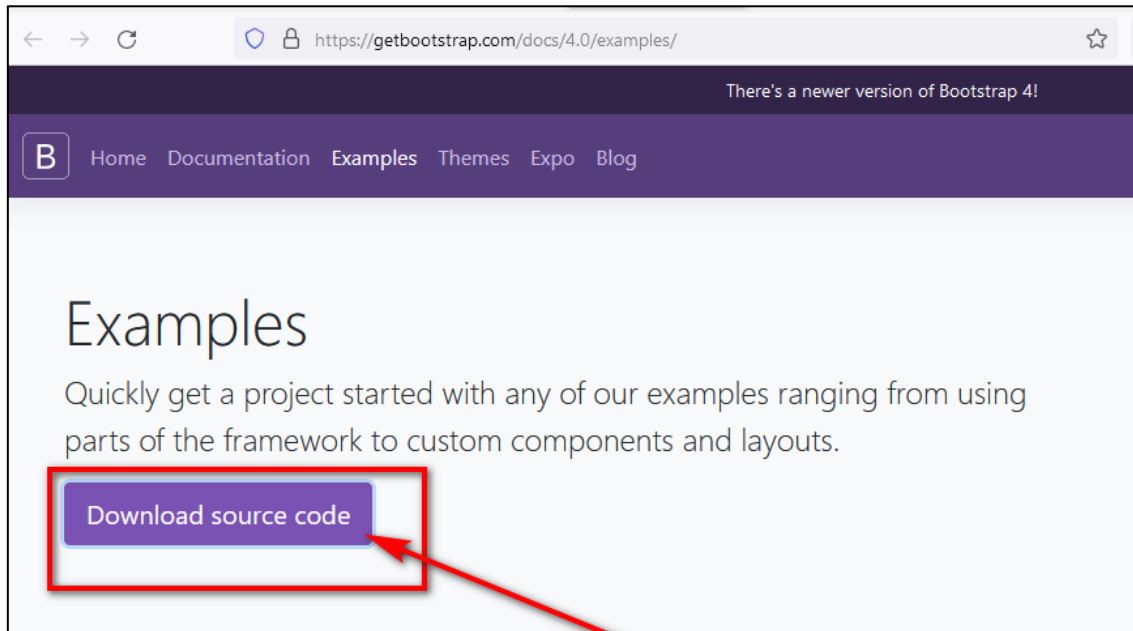 https://getbootstrap.com/docs/4.0/examples/
There's a newer version of Bootstrap 4!
B Home Documentation Examples Themes Expo Blog
Examples
Quickly get a project started with any of our examples ranging from using
parts of the framework to custom components and layouts.
Download source code